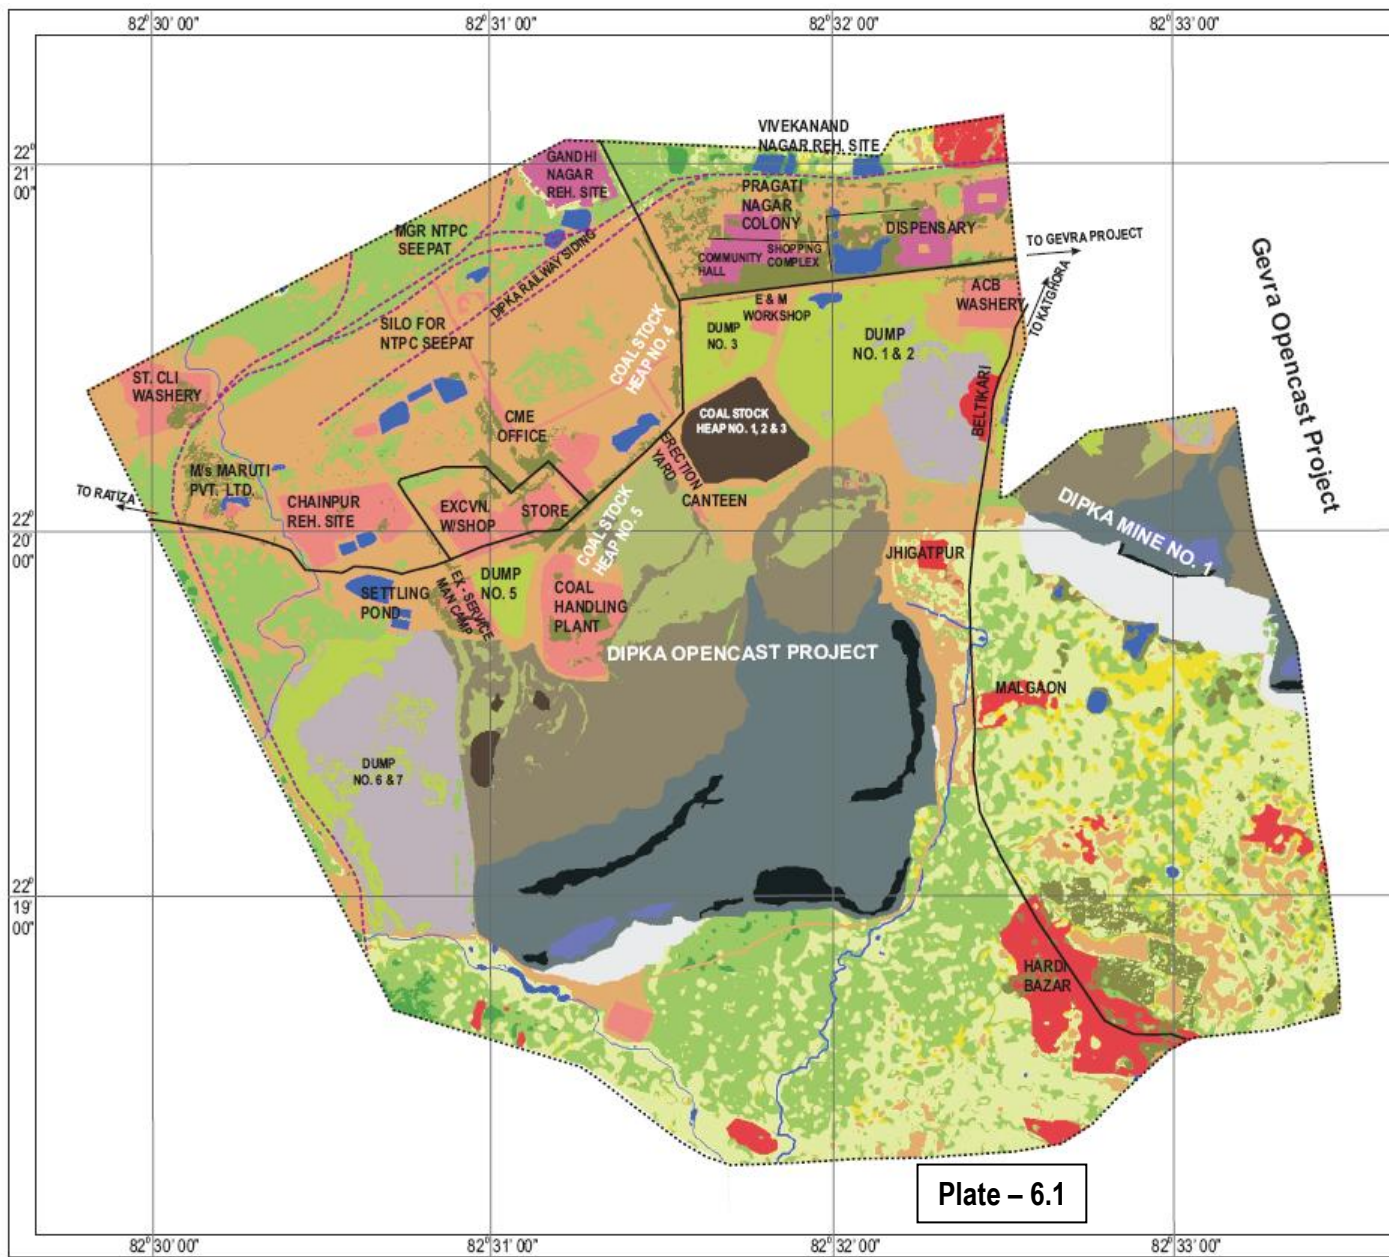 82° 30' 00"
82° 31' 00"
82° 32' 00"
82° 33' 00"
22°
21'
00"
VIVEKANAND
NAGAR REH. SITE
GANDHI
NAGAR
REH. SITE
PRAGATI
NAGAR
COLONY
MGR NTPC
SEEPAT
DISPENSARY
TO GEVRA PROJECT
DIPKA RAILWAY SIDING
COMMUNITY
HALL
SHOPPING
COMPLEX
TO KATGHORA
ACB
WASHERY
E & M
WORKSHOP
SILO FOR
NTPC SEEPAT
DUMP
NO. 3
DUMP
NO. 1 & 2
Gevra Opencast Project
COAL STOCK
HEAP NO. 4
ST. CLI
WASHERY
BELTIKARI
CME
OFFICE
COAL STOCK
HEAP NO. 1, 2 & 3
ERECTION
YARD
M/s MARUTI
PVT. LTD.
TO RATIZA
CHAINPUR
REH. SITE
EXCVN.
W/SHOP
STORE
CANTEEN
DIPKA MINE NO. 1
22°
20'
00"
COAL STOCK
HEAP NO. 5
JHIGATPUR
SETTLING
POND
EX - SERVICE
MAN CAMP
DUMP
NO. 5
COAL
HANDLING
PLANT
DIPKA OPENCAST PROJECT
MALGAON
DUMP
NO. 6 & 7
22°
19'
00"
HARDI
BAZAR
Plate – 6.1
82° 30' 00"
82° 31' 00"
82° 32' 00"
82° 33' 00"